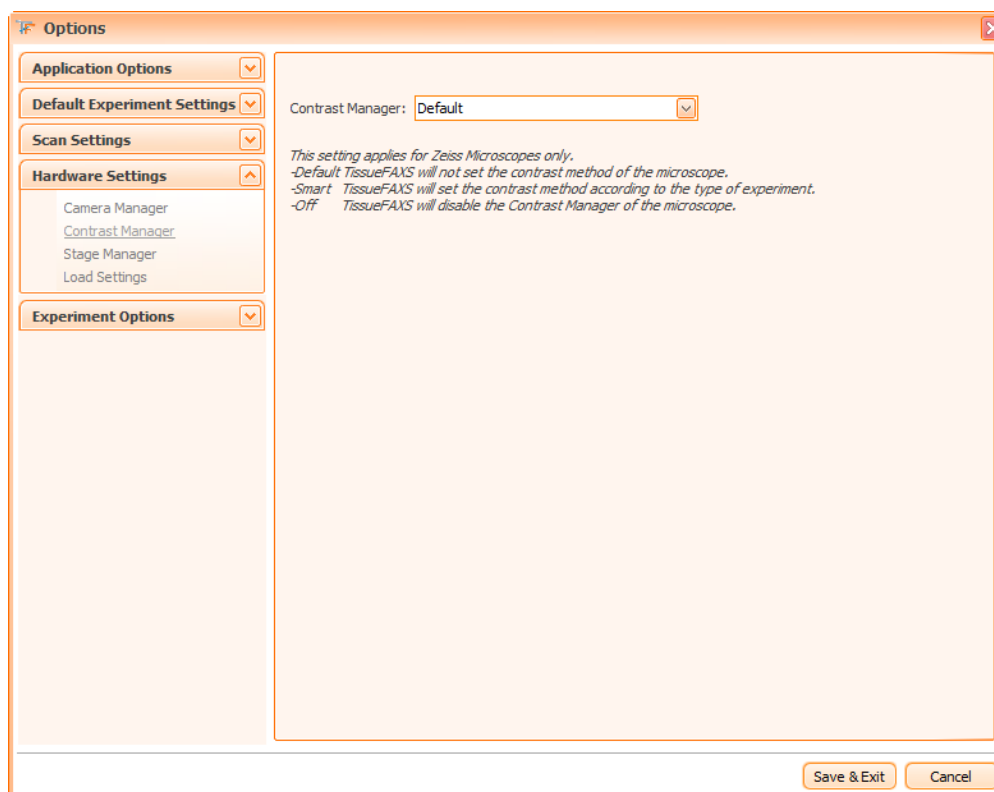 Options
Application Options
Default Experiment Settings
Scan Settings
Hardware Settings
Camera Manager
Contrast Manager
Stage Manager
Load Settings
Experiment Options
Contrast Manager: Default
This setting applies for Zeiss Microscopes only.
-Default TissueFAXS will not set the contrast method of the microscope.
-Smart TissueFAXS will set the contrast method according to the type of experiment.
-Off TissueFAXS will disable the Contrast Manager of the microscope.
Save & Exit Cancel